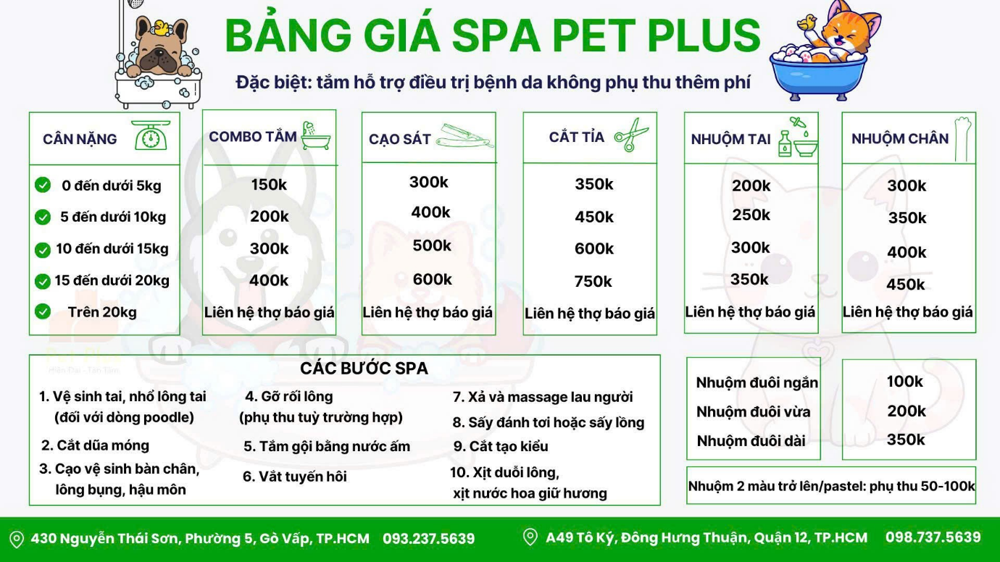 BẢNG GIÁ SPA PET PLUS
Đặc biệt: tắm hỗ trợ điều trị bệnh da không phụ thu thêm phí
CÂN NẶNG COMBO TẮM CẠO SÁT CẮT TỈA NHUỘM TAI NHUỘM CHÂN
0 đến dưới 5kg 150k 300k 350k 200k 300k
5 đến dưới 10kg 200k 400k 450k 250k 350k
10 đến dưới 15kg 300k 500k 600k 300k 400k
15 đến dưới 20kg 400k 600k 750k 350k 450k
Trên 20kg Liên hệ thợ báo giá Liên hệ thợ báo giá Liên hệ thợ báo giá Liên hệ thợ báo giá Liên hệ thợ báo giá
Pet Plus
Hiện Đại - Tận Tâm
CÁC BƯỚC SPA
1. Vệ sinh tai, nhổ lông tai
(đối với dòng poodle)
2. Cắt dũa móng
3. Cạo vệ sinh bàn chân,
lông bụng, hậu môn
4. Gỡ rối lông
(phụ thu tuỳ trường hợp)
5. Tắm gội bằng nước ấm
6. Vắt tuyến hôi
7. Xả và massage lau người
8. Sấy đánh tơi hoặc sấy lồng
9. Cắt tạo kiểu
10. Xịt duỗi lông,
xịt nước hoa giữ hương
Nhuộm đuôi ngắn 100k
Nhuộm đuôi vừa 200k
Nhuộm đuôi dài 350k
Nhuộm 2 màu trở lên/pastel: phụ thu 50-100k
430 Nguyễn Thái Sơn, Phường 5, Gò Vấp, TP.HCM 093.237.5639
A49 Tô Ký, Đông Hưng Thuận, Quận 12, TP.HCM 098.737.5639